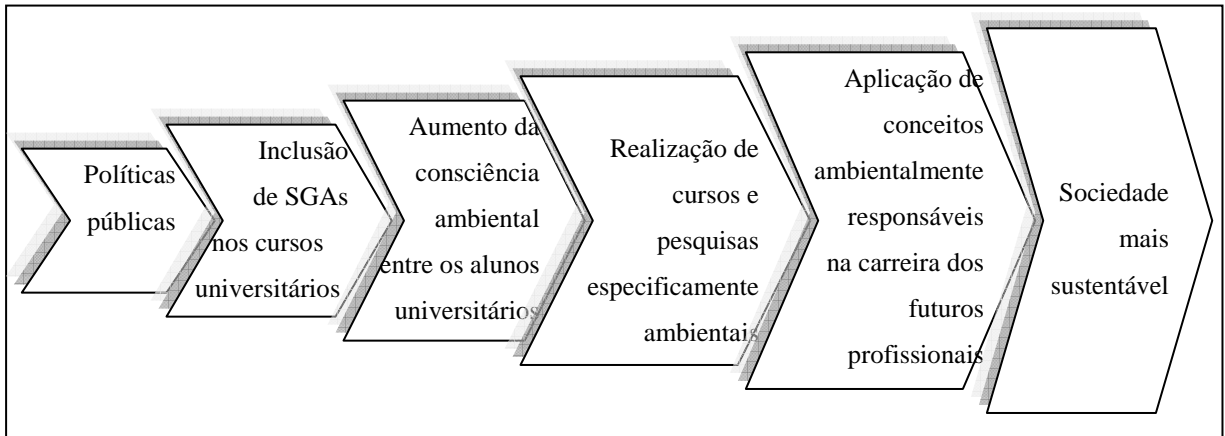 Políticas
públicas
Inclusão
de SGAs
nos cursos
universitários
Aumento da
consciência
ambiental
entre os alunos
universitários
Realização de
cursos e
pesquisas
especificamente
ambientais
Aplicação de
conceitos
ambientalmente
responsáveis
na carreira dos
futuros
profissionais
Sociedade
mais
sustentável